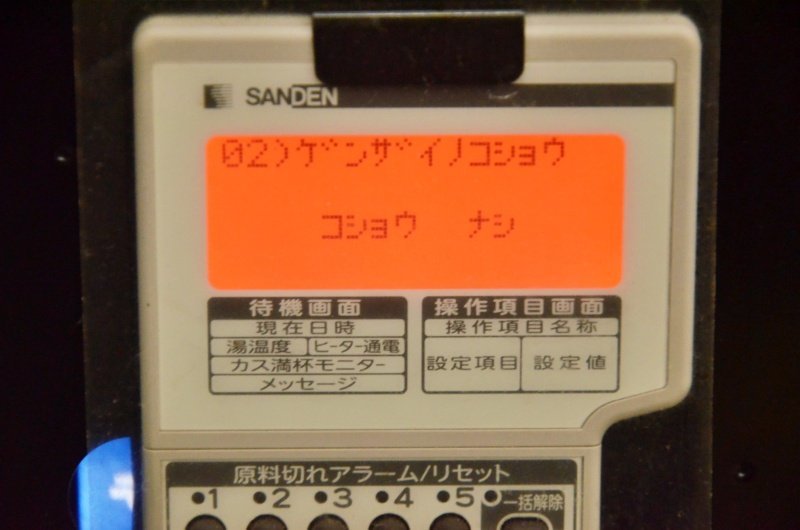 SANDEN
02)ゲンザイノコショウ
コショウ ナシ
待機画面
現在日時
湯温度 ヒーター通電
カス満杯モニター
メッセージ
操作項目画面
操作項目名称
設定項目 設定値
原料切れアラーム/リセット
•1 •2 •3 •4 •5 一括解除